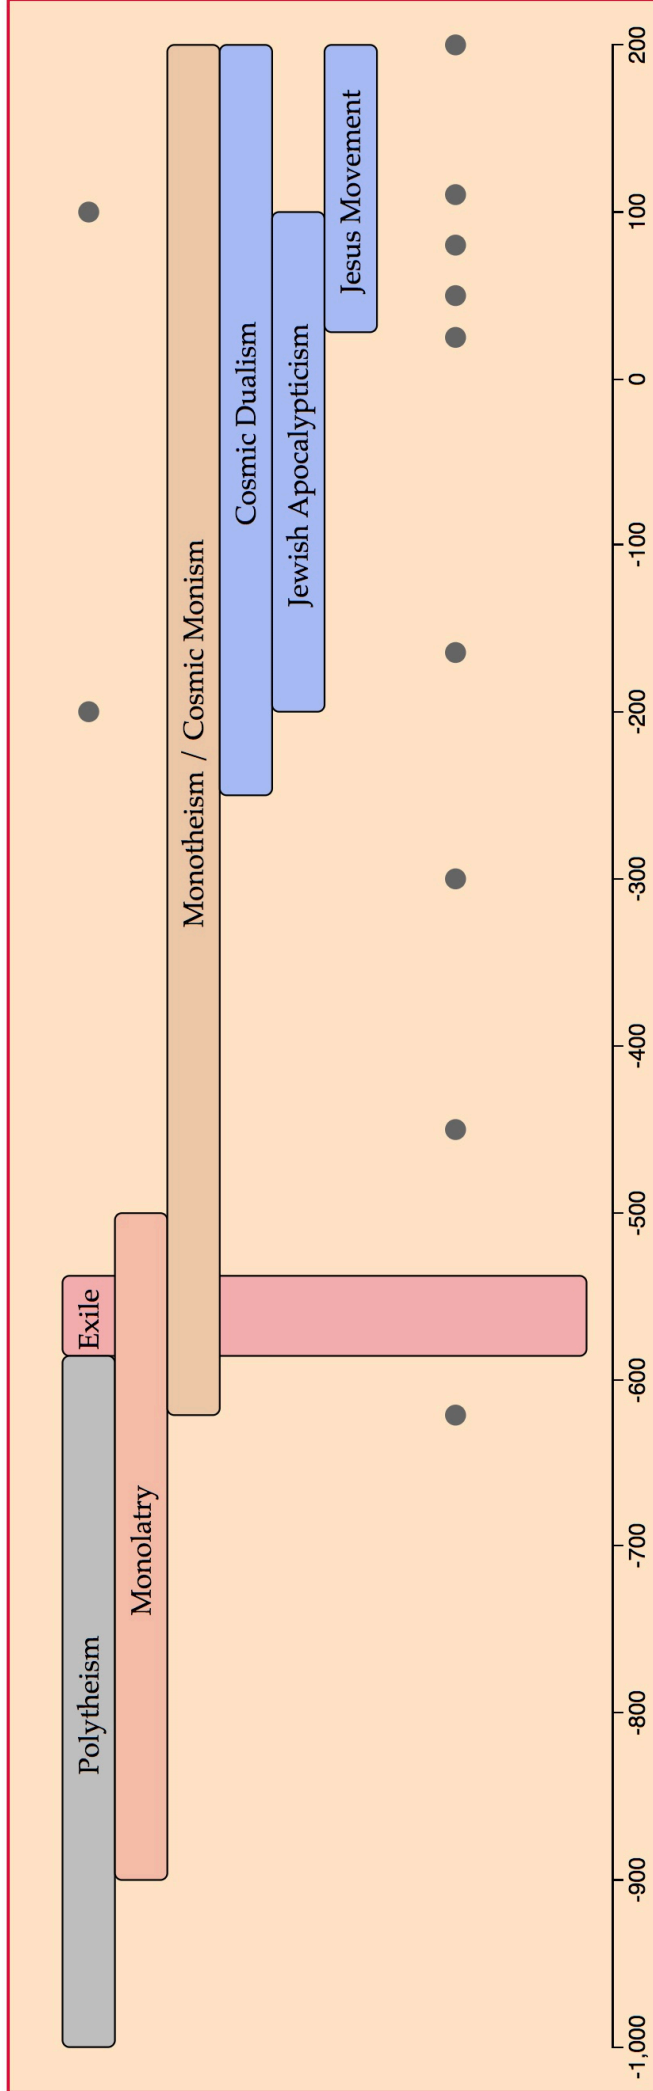 Polytheism
Exile
Monolatry
Monotheism / Cosmic Monism
Cosmic Dualism
Jewish Apocalypticism
Jesus Movement
-1,000
-900
-800
-700
-600
-500
-400
-300
-200
-100
0
100
200